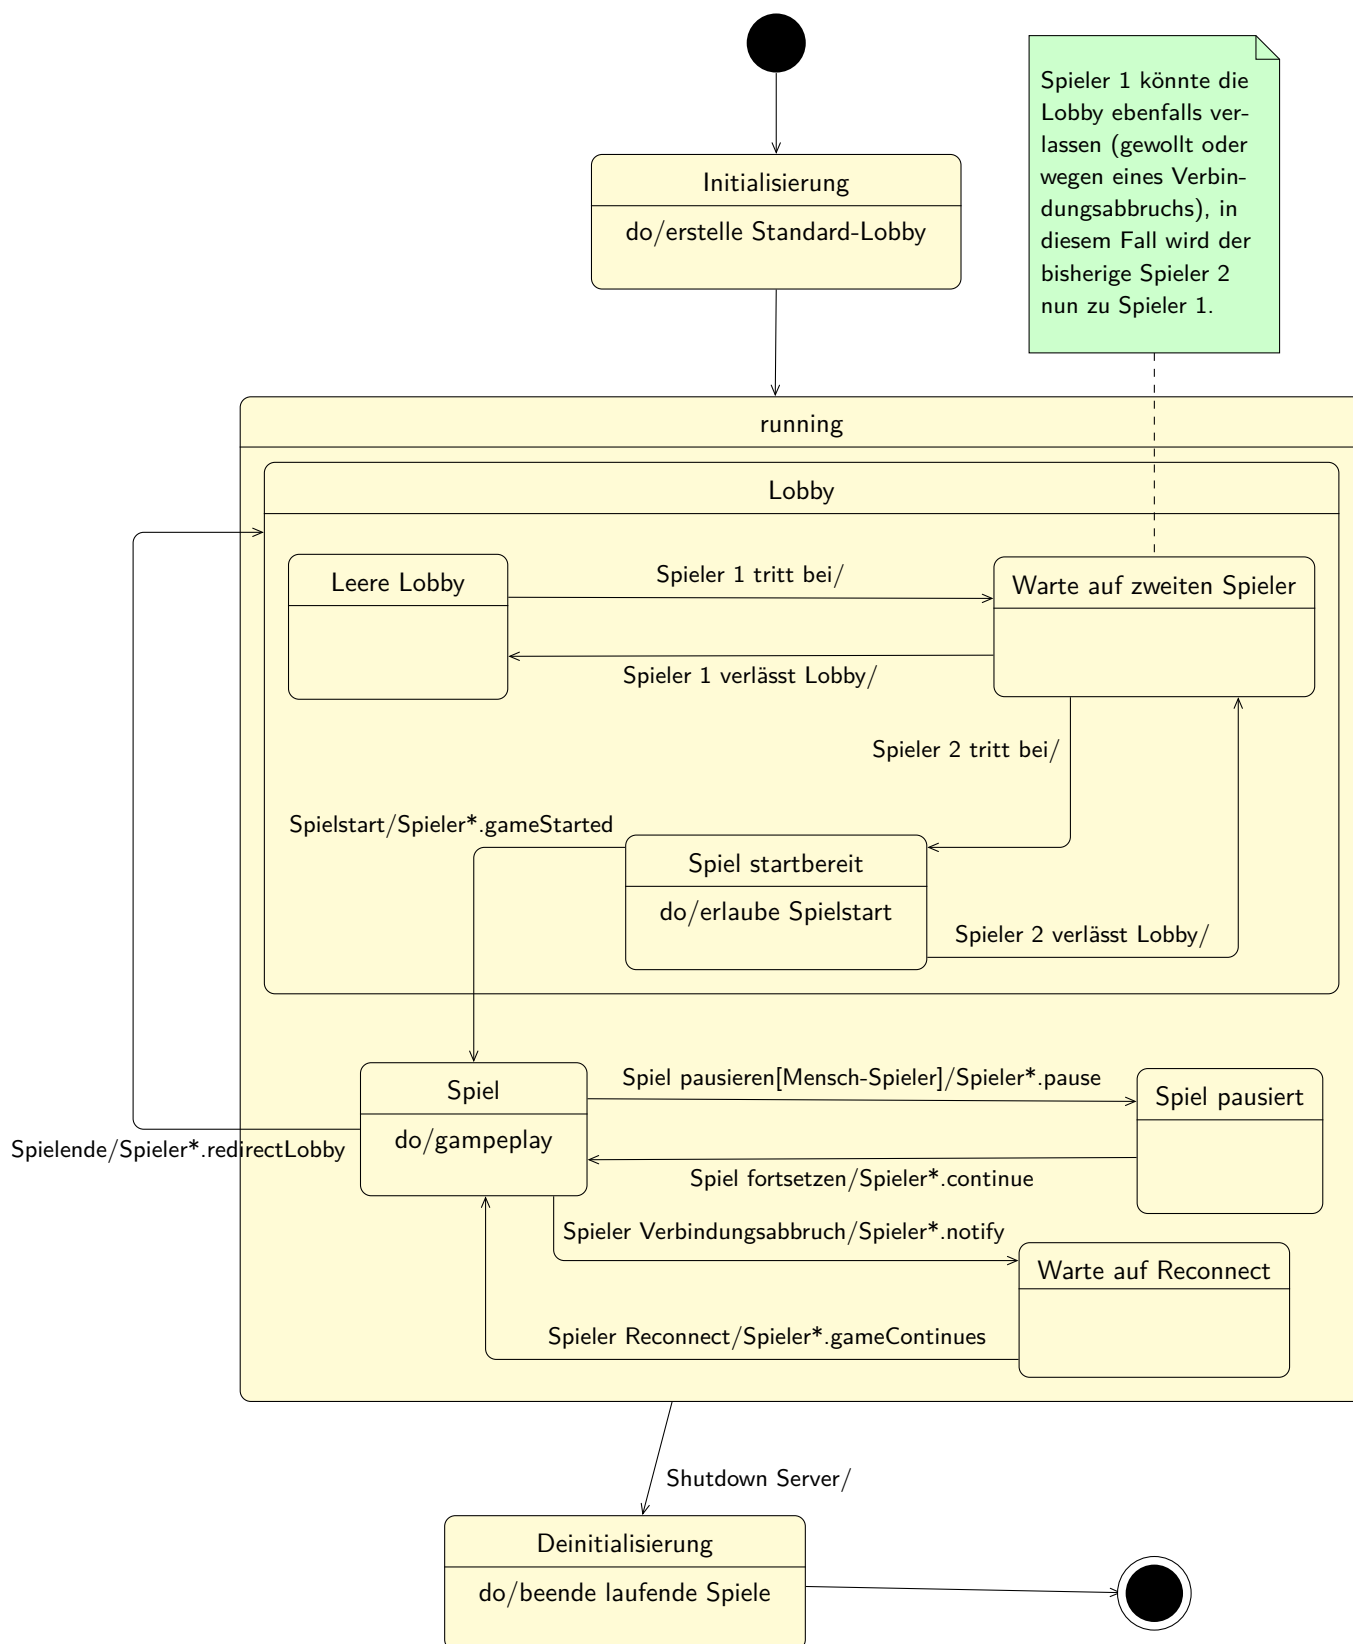 Spieler 1 könnte die
Lobby ebenfalls ver-
lassen (gewollt oder
wegen eines Verbin-
dungsabbruchs), in
diesem Fall wird der
bisherige Spieler 2
nun zu Spieler 1.
Initialisierung
do/erstelle Standard-Lobby
running
Lobby
Leere Lobby
Spieler 1 tritt bei/
Warte auf zweiten Spieler
Spieler 1 verlässt Lobby/
Spieler 2 tritt bei/
Spielstart/Spieler*.gameStarted
Spiel startbereit
do/erlaube Spielstart
Spieler 2 verlässt Lobby/
Spiel
do/gampeplay
Spiel pausieren[Mensch-Spieler]/Spieler*.pause
Spiel pausiert
Spielende/Spieler*.redirectLobby
Spiel fortsetzen/Spieler*.continue
Spieler Verbindungsabbruch/Spieler*.notify
Warte auf Reconnect
Spieler Reconnect/Spieler*.gameContinues
Shutdown Server/
Deinitialisierung
do/beende laufende Spiele